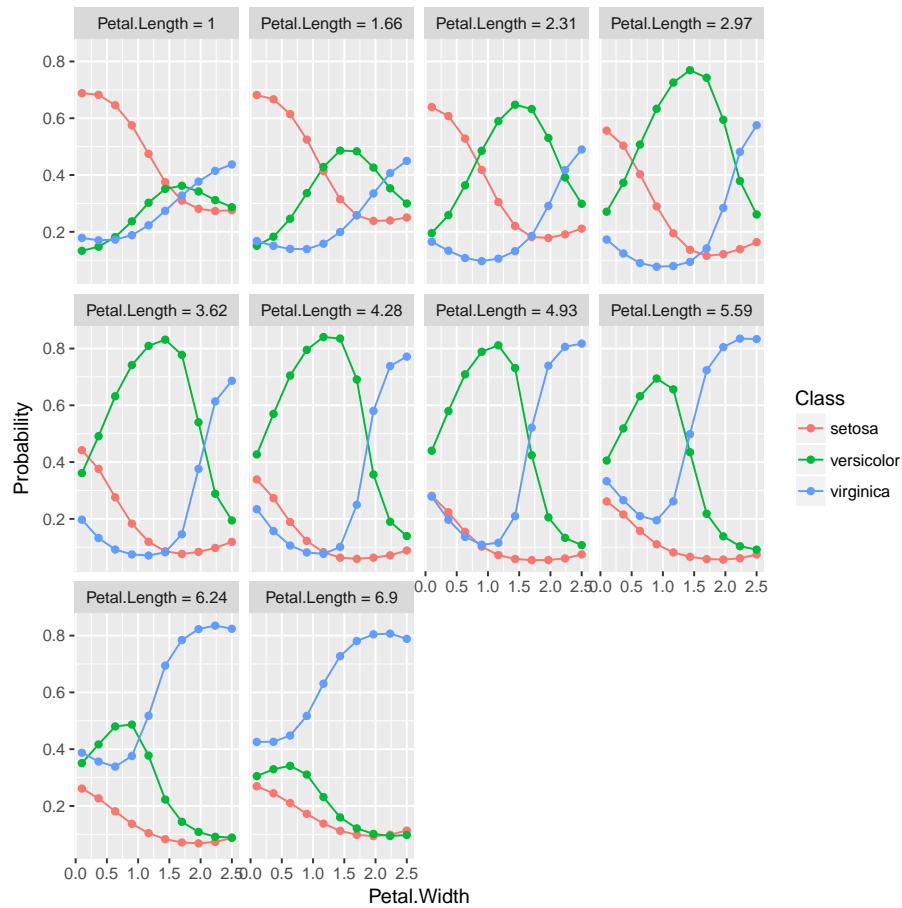 Petal.Length = 1
Petal.Length = 1.66
Petal.Length = 2.31
Petal.Length = 2.97
0.8
0.6
0.4
0.2
Petal.Length = 3.62
Petal.Length = 4.28
Petal.Length = 4.93
Petal.Length = 5.59
0.8
0.6
0.4
0.2
Probability
Class
setosa
versicolor
virginica
0.0 0.5 1.0 1.5 2.0 2.5
0.0 0.5 1.0 1.5 2.0 2.5
Petal.Length = 6.24
Petal.Length = 6.9
0.8
0.6
0.4
0.2
0.0 0.5 1.0 1.5 2.0 2.5
0.0 0.5 1.0 1.5 2.0 2.5
Petal.Width